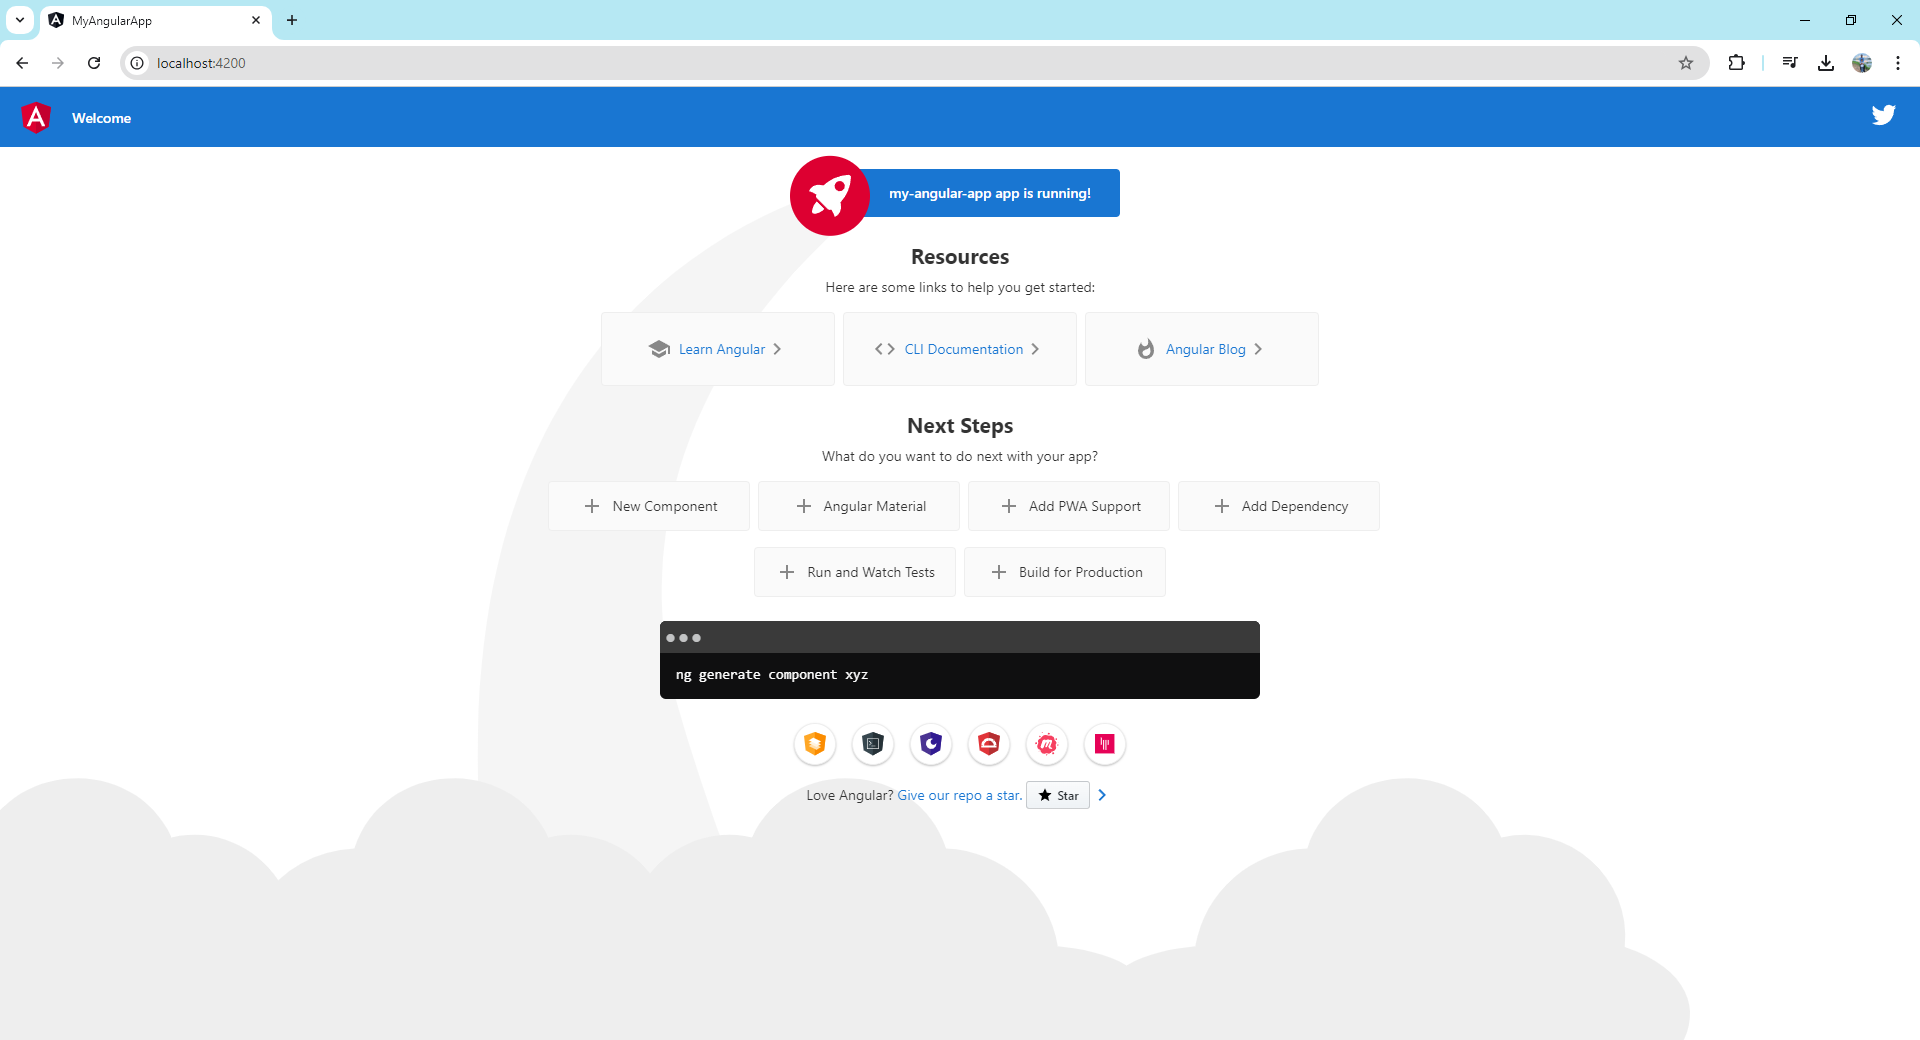 MyAngularApp
localhost:4200
Welcome
my-angular-app app is running!
Resources
Here are some links to help you get started:
Learn Angular
CLI Documentation
Angular Blog
Next Steps
What do you want to do next with your app?
New Component
Angular Material
Add PWA Support
Add Dependency
Run and Watch Tests
Build for Production
ng generate component xyz
Love Angular? Give our repo a star. Star